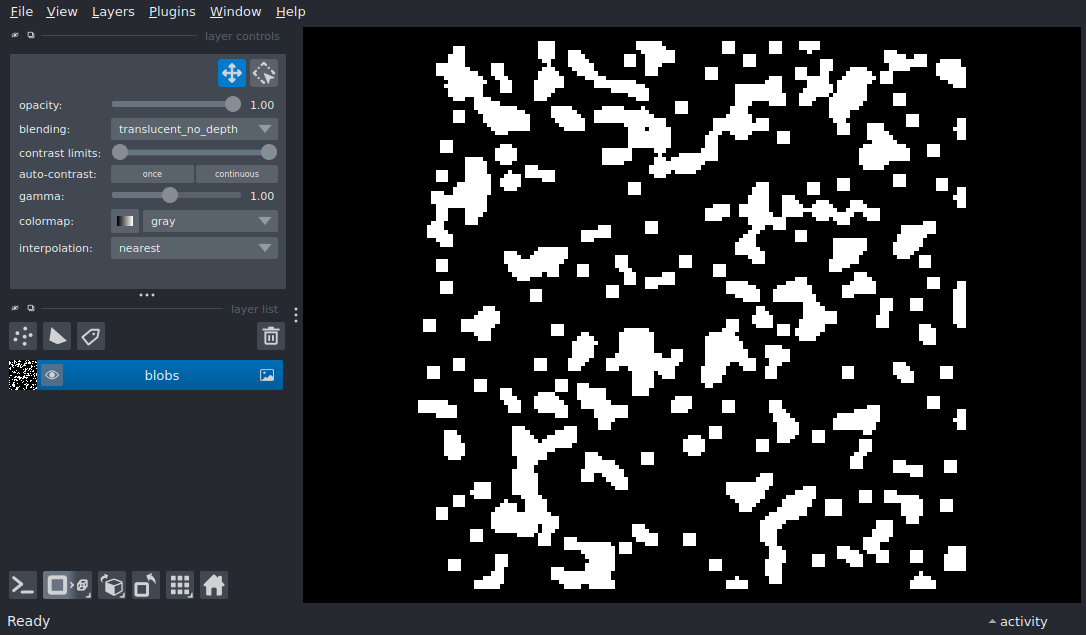 File View Layers Plugins Window Help
layer controls
opacity: 1.00
blending: translucent_no_depth
contrast limits:
auto-contrast: once continuous
gamma: 1.00
colormap: gray
interpolation: nearest
layer list
blobs
Ready
activity